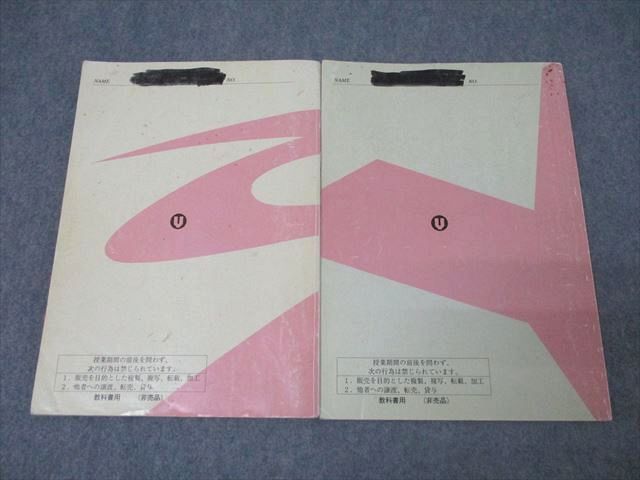 NAME NO.
授業期間の前後を問わず、
次の行為は禁じられています。
1．販売を目的とした複製、複写、転載、加工
2．他者への譲渡、転売、貸与
教科書用 （非売品）
NAME NO.
授業期間の前後を問わず、
次の行為は禁じられています。
1．販売を目的とした複製、複写、転載、加工
2．他者への譲渡、転売、貸与
教科書用 （非売品）